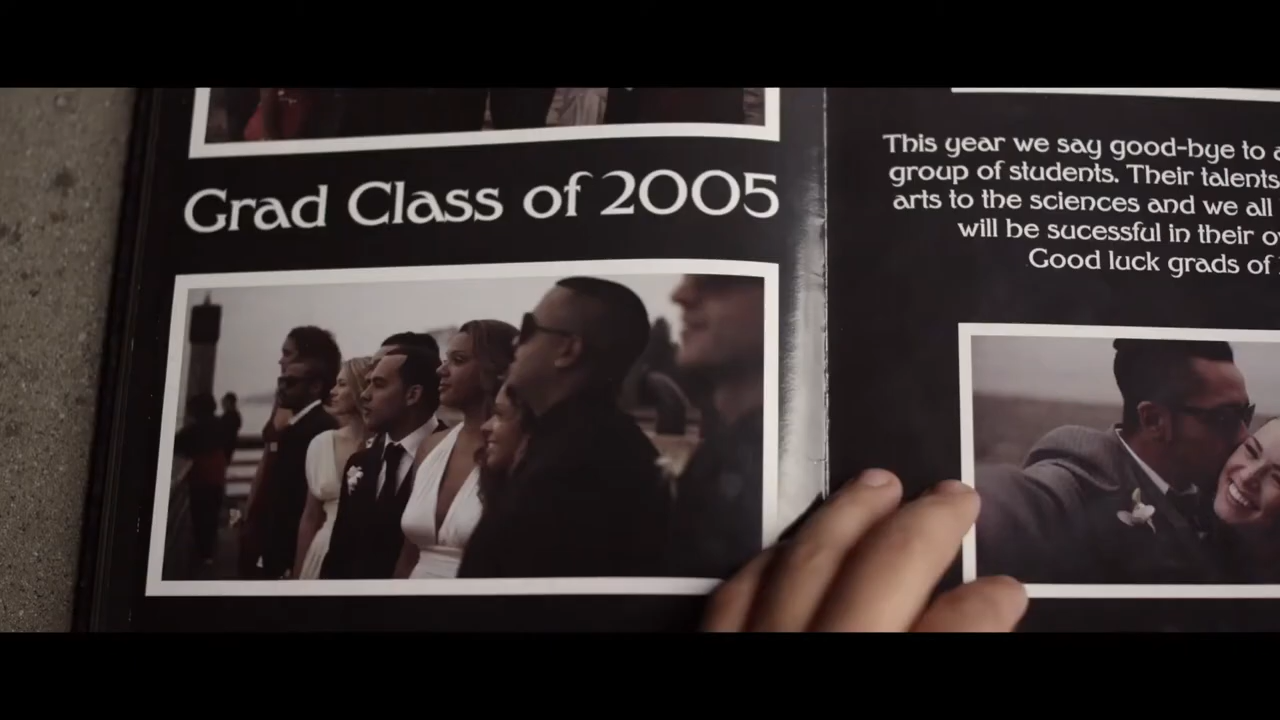 Grad Class of 2005
This year we say good-bye to
group of students. Their talents
arts to the sciences and we all
will be sucessful in their
Good luck grads of